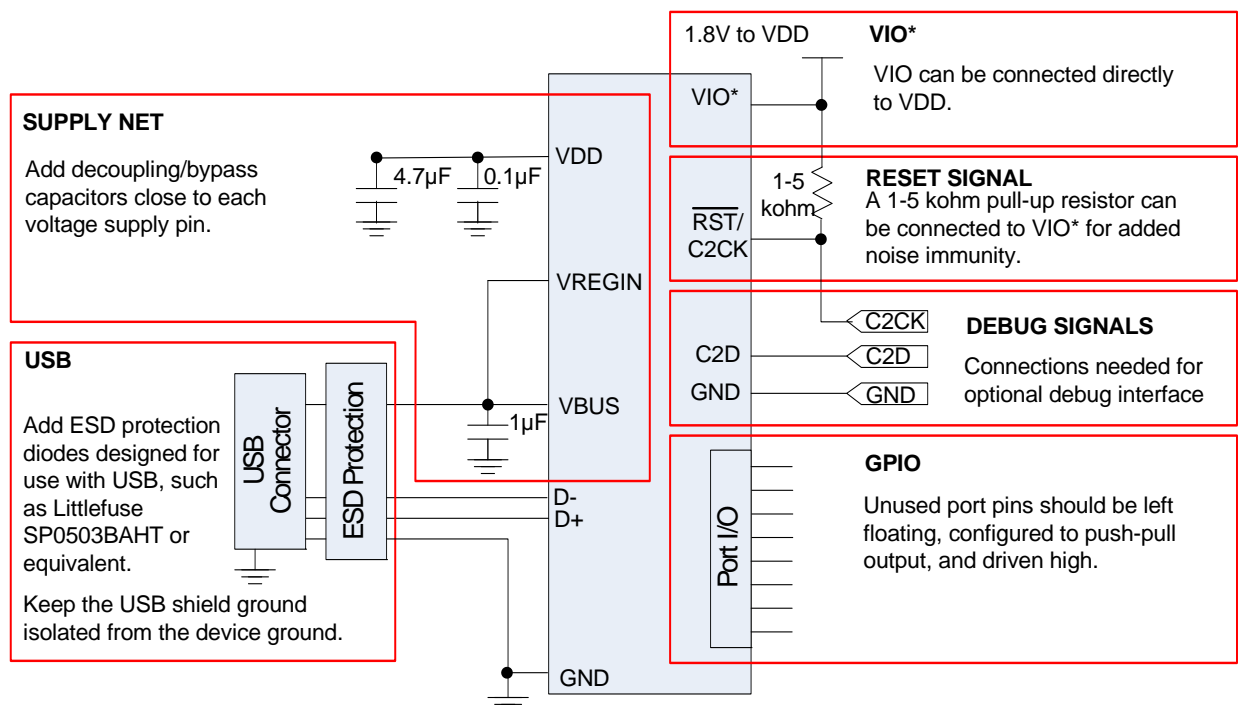 1.8V to VDD
VIO*
VIO can be connected directly
to VDD.
VIO*
SUPPLY NET
Add decoupling/bypass
capacitors close to each
voltage supply pin.
4.7µF
0.1µF
VDD
VREGIN
VBUS
1µF
1-5
kohm
RST/
C2CK
RESET SIGNAL
A 1-5 kohm pull-up resistor can
be connected to VIO* for added
noise immunity.
C2CK
C2D
C2D
GND
GND
DEBUG SIGNALS
Connections needed for
optional debug interface
USB
Add ESD protection
diodes designed for
use with USB, such
as Littlefuse
SP0503BAHT or
equivalent.
Keep the USB shield ground
isolated from the device ground.
USB
Connector
ESD Protection
D-
D+
GND
Port I/O
GPIO
Unused port pins should be left
floating, configured to push-pull
output, and driven high.